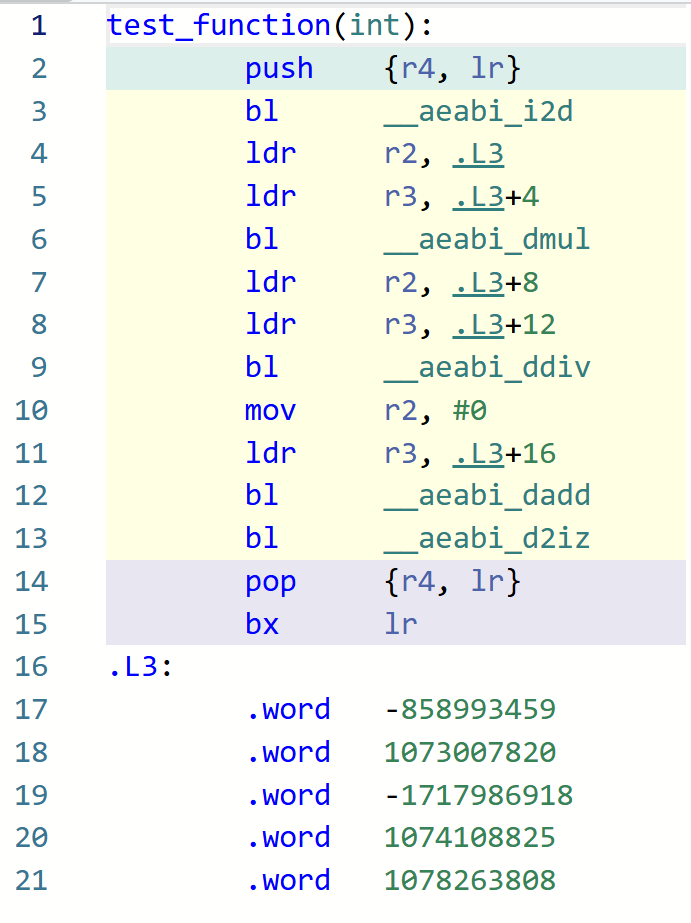 1 test_function(int):
2 push {r4, lr}
3 bl __aeabi_i2d
4 ldr r2, .L3
5 ldr r3, .L3+4
6 bl __aeabi_dmul
7 ldr r2, .L3+8
8 ldr r3, .L3+12
9 bl __aeabi_ddiv
10 mov r2, #0
11 ldr r3, .L3+16
12 bl __aeabi_dadd
13 bl __aeabi_d2iz
14 pop {r4, lr}
15 bx lr
16 .L3:
17 .word -858993459
18 .word 1073007820
19 .word -1717986918
20 .word 1074108825
21 .word 1078263808